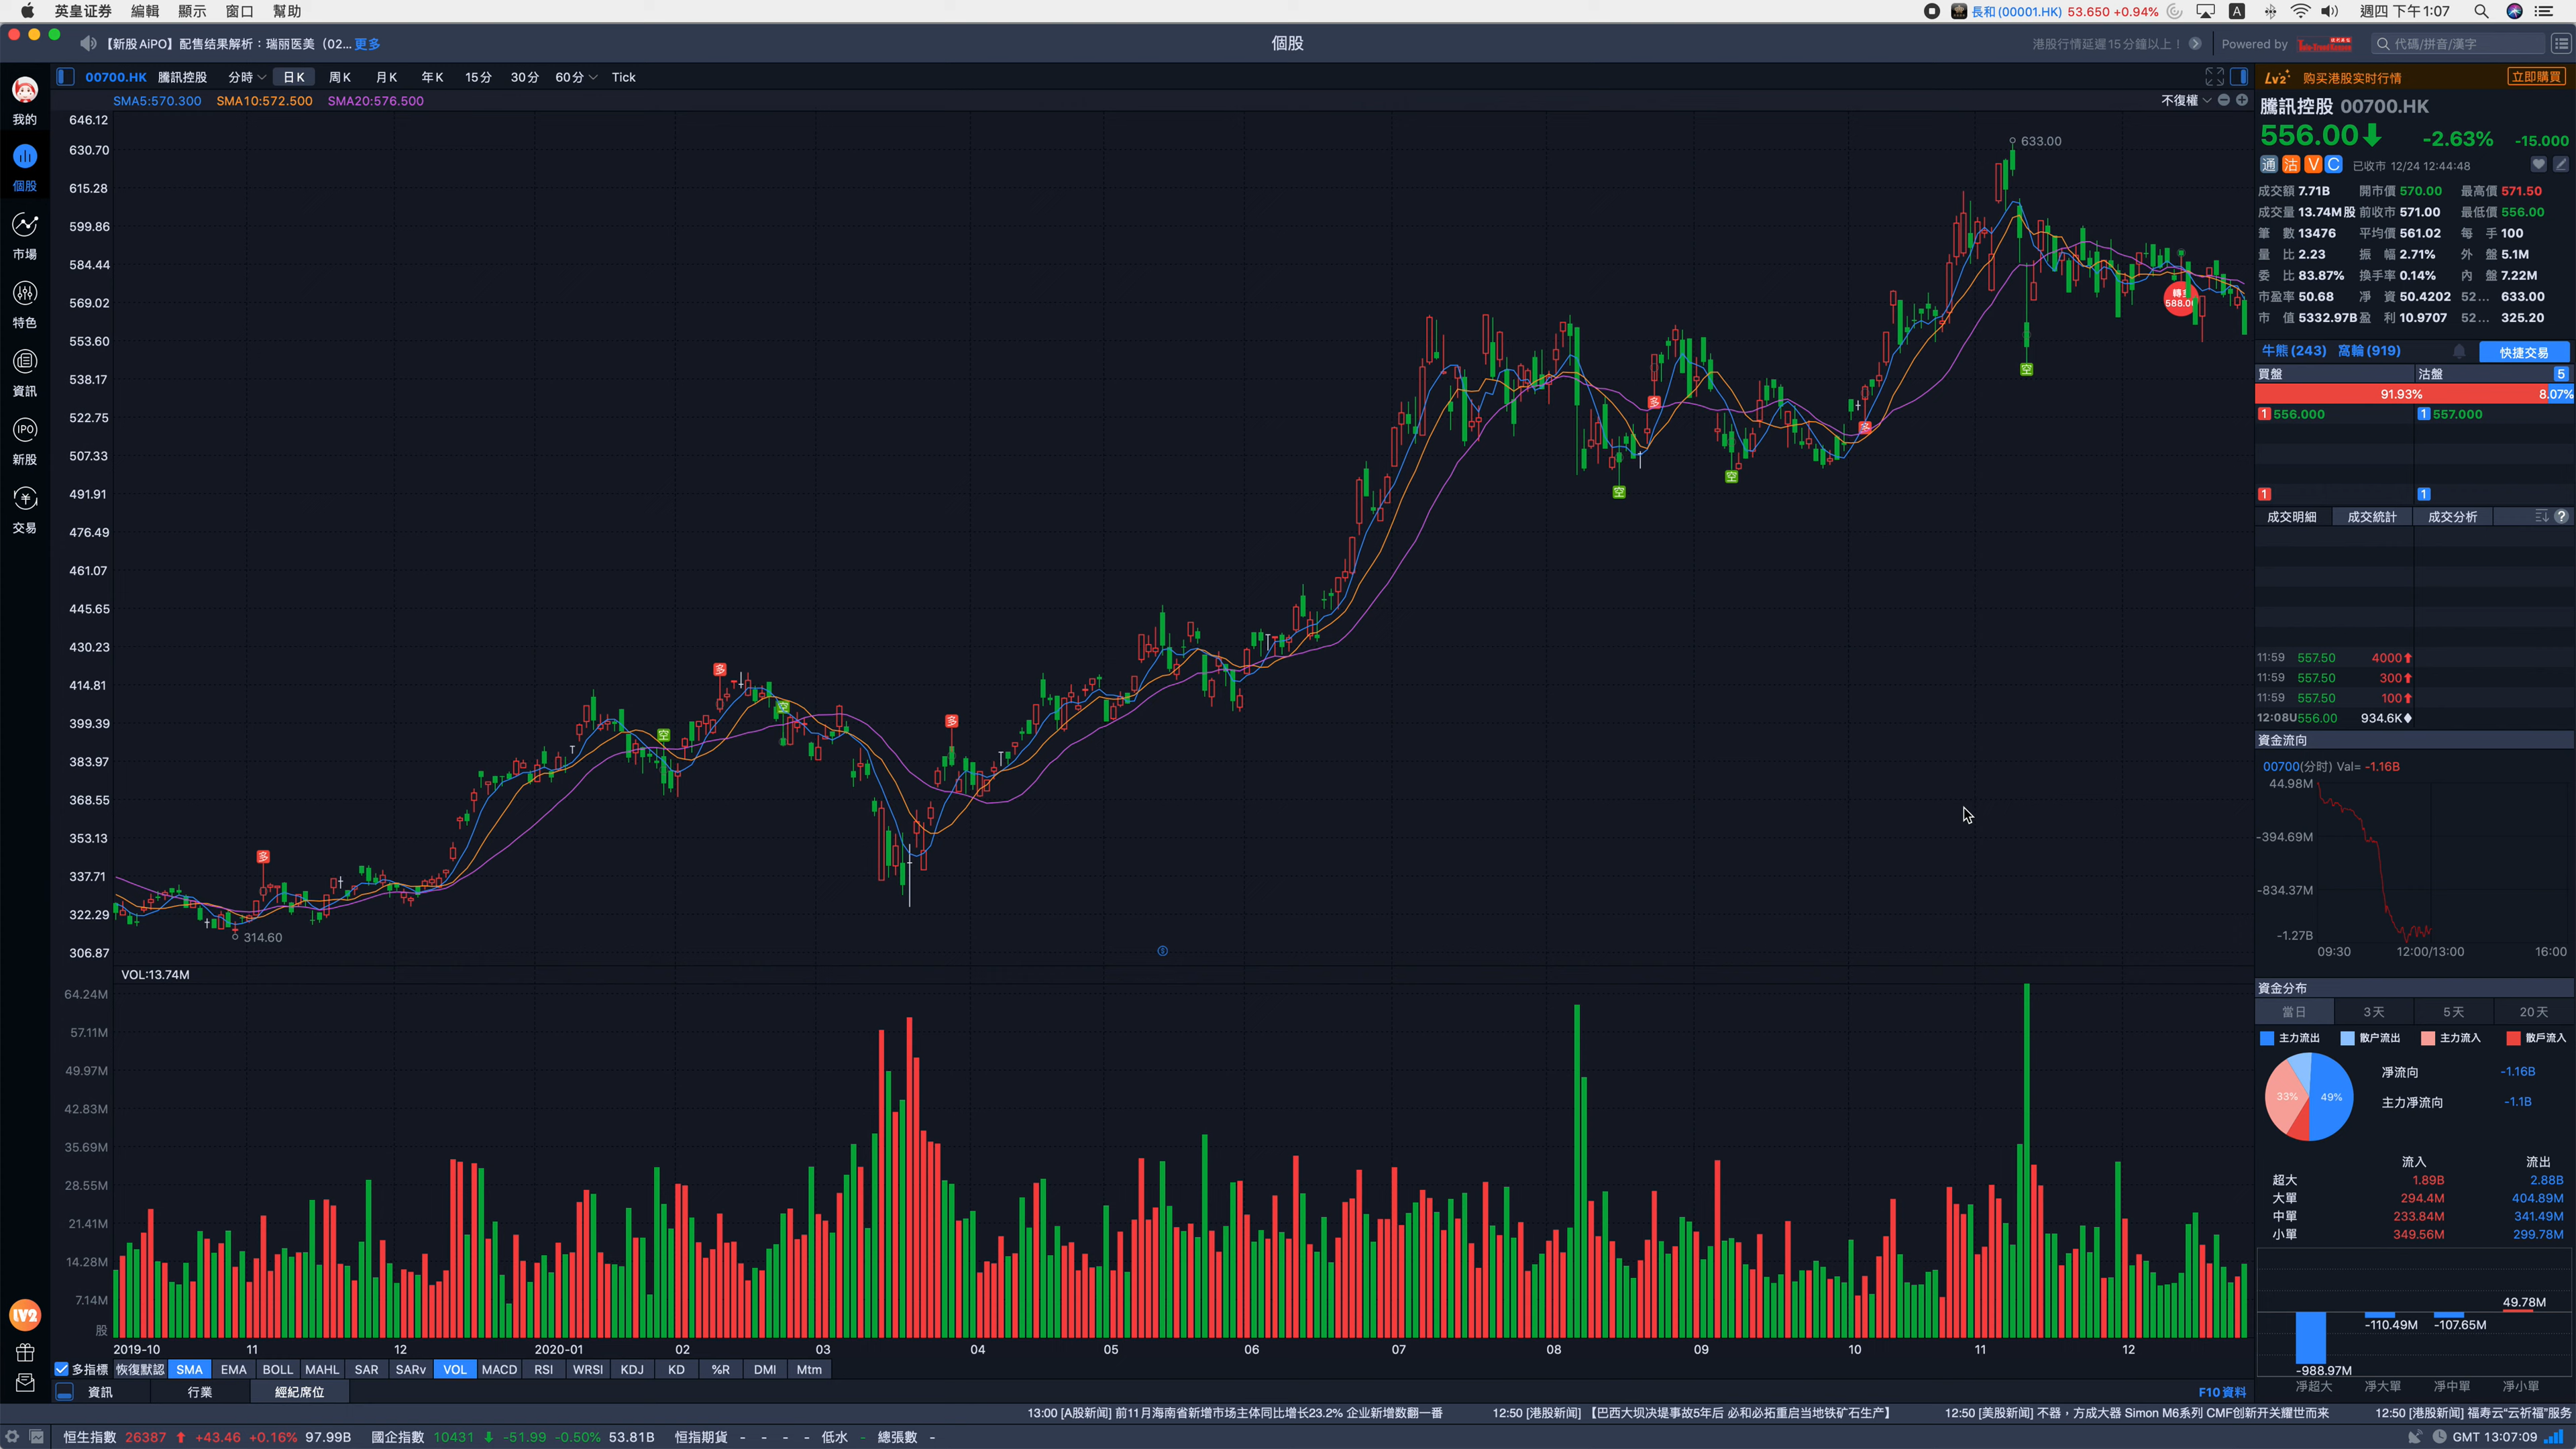 英皇证券 編輯 顯示 窗口 幫助
長和(00001.HK) 53.650 +0.94% A 週四 下午1:07
【新股AiPO】配售结果解析：瑞丽医美（02... 更多
個股
港股行情延遲15分鐘以上！ Powered by
代碼/拼音/漢字
我的
個股
市場
特色
資訊
IPO
新股
交易
LV2
00700.HK 騰訊控股 分時 日K 周K 月K 年K 15分 30分 60分 Tick
SMA5:570.300 SMA10:572.500 SMA20:576.500
不復權
646.12
630.70
615.28
599.86
584.44
569.02
553.60
538.17
522.75
507.33
491.91
476.49
461.07
445.65
430.23
414.81
399.39
383.97
368.55
353.13
337.71
322.29
306.87
633.00
314.60
多
多
空
空
多
空
多
空
多
空
588.0
VOL:13.74M
64.24M
57.11M
49.97M
42.83M
35.69M
28.55M
21.41M
14.28M
7.14M
股
2019-10 11 12 2020-01 02 03 04 05 06 07 08 09 10 11 12
多指標 恢復默認 SMA EMA BOLL MAHL SAR SARv VOL MACD RSI WRSI KDJ KD %R DMI Mtm
資訊 行業 經紀席位
F10資料
Lv2 购买港股实时行情 立即購買
騰訊控股 00700.HK
556.00 -2.63% -15.000
通 沽 V C 已收市 12/24 12:44:48
成交額 7.71B 開市價 570.00 最高價 571.50
成交量 13.74M股 前收市 571.00 最低價 556.00
筆 數 13476 平均價 561.02 每 手 100
量 比 2.23 振 幅 2.71% 外 盤 5.1M
委 比 83.87% 換手率 0.14% 內 盤 7.22M
市盈率 50.68 淨 資 50.4202 52... 633.00
市 值 5332.97B 盈 利 10.9707 52... 325.20
牛熊(243) 窩輪(919) 快捷交易
買盤 沽盤 5
91.93% 8.07%
1 556.000 1 557.000
1 1
成交明細 成交統計 成交分析
11:59 557.50 4000
11:59 557.50 300
11:59 557.50 100
12:08U 556.00 934.6K
資金流向
00700(分时) Val= -1.16B
44.98M
-394.69M
-834.37M
-1.27B
09:30 12:00/13:00 16:00
資金分布
當日 3天 5天 20天
主力流出 散户流出 主力流入 散戶流入
33% 49%
淨流向 -1.16B
主力淨流向 -1.1B
流入 流出
超大 1.89B 2.88B
大單 294.4M 404.89M
中單 233.84M 341.49M
小單 349.56M 299.78M
49.78M
-110.49M -107.65M
-988.97M
淨超大 淨大單 淨中單 淨小單
13:00 [A股新闻] 前11月海南省新增市场主体同比增长23.2% 企业新增数翻一番 12:50 [港股新闻] 【巴西大坝决堤事故5年后 必和必拓重启当地铁矿石生产】 12:50 [美股新闻] 不器，方成大器 Simon M6系列 CMF创新开关耀世而来 12:50 [港股新闻] 福寿云“云祈福”服务
恒生指數 26387 +43.46 +0.16% 97.99B 國企指數 10431 -51.99 -0.50% 53.81B 恒指期貨 - - - - 低水 - 總張數 -
GMT 13:07:09